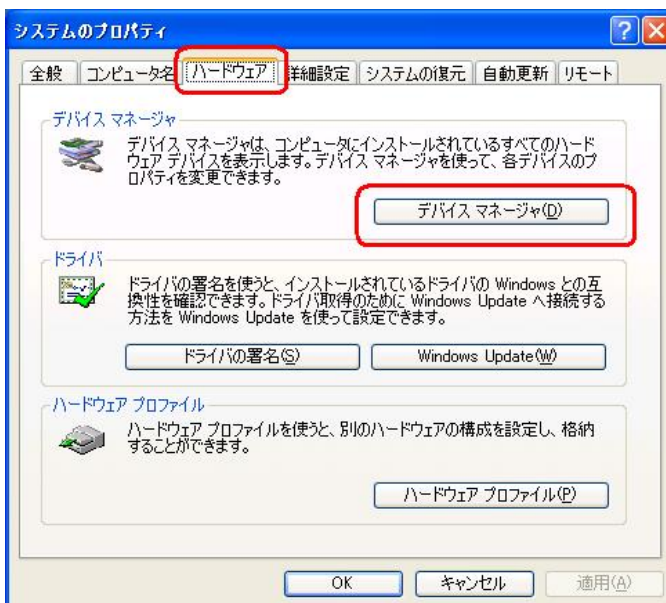 システムのプロパティ
全般 コンピュータ名 ハードウェア 詳細設定 システムの復元 自動更新 リモート
デバイス マネージャ
デバイス マネージャは、コンピュータにインストールされているすべてのハード
ウェア デバイスを表示します。デバイス マネージャを使って、各デバイスのプ
ロパティを変更できます。
デバイス マネージャ(D)
ドライバ
ドライバの署名を使うと、インストールされているドライバの Windows との互
換性を確認できます。ドライバ取得のために Windows Update へ接続する
方法を Windows Update を使って設定できます。
ドライバの署名(S) Windows Update(W)
ハードウェア プロファイル
ハードウェア プロファイルを使うと、別のハードウェアの構成を設定し、格納
することができます。
ハードウェア プロファイル(P)
OK キャンセル 適用(A)